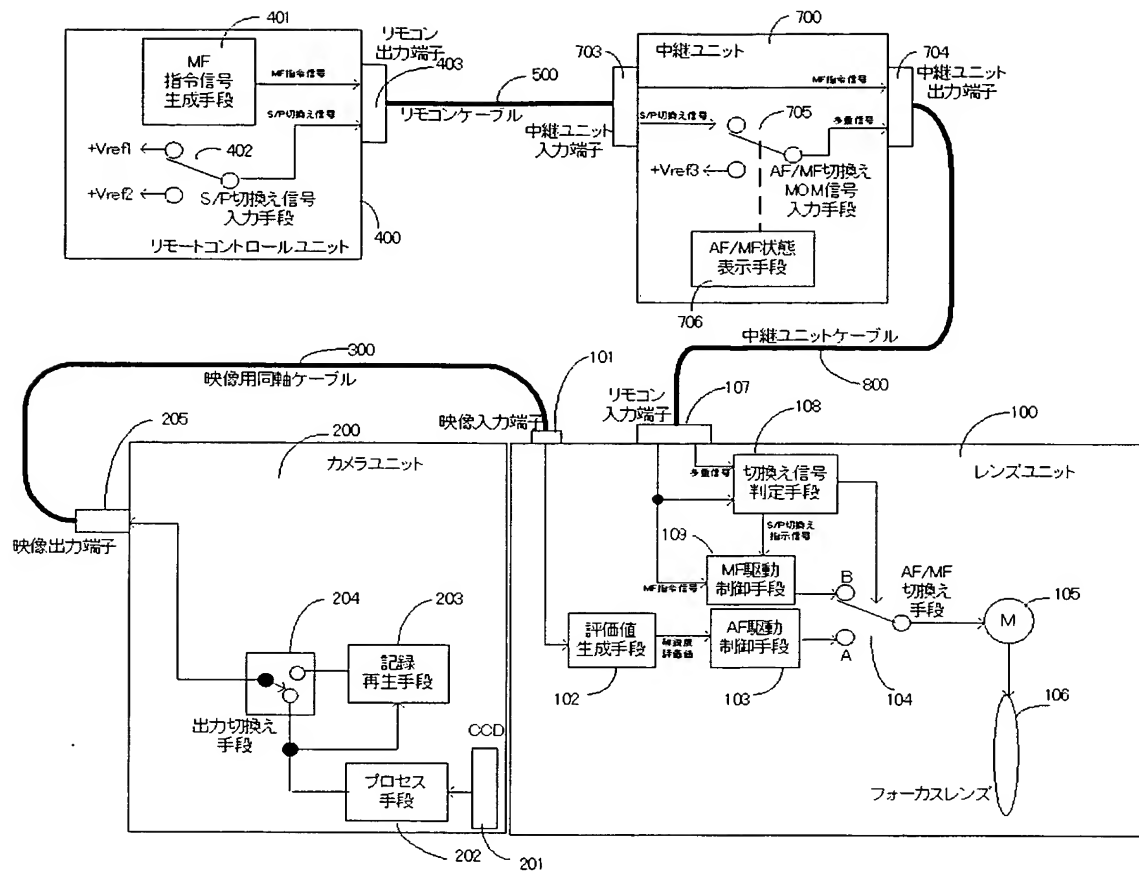 401
MF
指令信号
生成手段
MF指令信号
S/P切換え信号
+Vref1
402
+Vref2
S/P切換え信号
入力手段
リモートコントロールユニット
400
リモコン
出力端子
403
500
リモコンケーブル
700
中継ユニット
703
704
中継ユニット
出力端子
中継ユニット
入力端子
MF指令信号
S/P切換え信号
705
多重信号
+Vref3
AF/MF切換え
MOM信号
入力手段
AF/MF状態
表示手段
706
中継ユニットケーブル
800
300
映像用同軸ケーブル
101
映像入力端子
リモコン
入力端子
107
108
100
205
200
カメラユニット
映像出力端子
204
203
記録
再生手段
出力切換え
手段
CCD
プロセス
手段
202
201
レンズユニット
多重信号
切換え信号
判定手段
S/P切換え
指示信号
109
MF指令信号
MF駆動
制御手段
B
AF/MF
切換え
手段
105
M
評価値
生成手段
102
評価値
AF駆動
制御手段
103
A
104
106
フォーカスレンズ